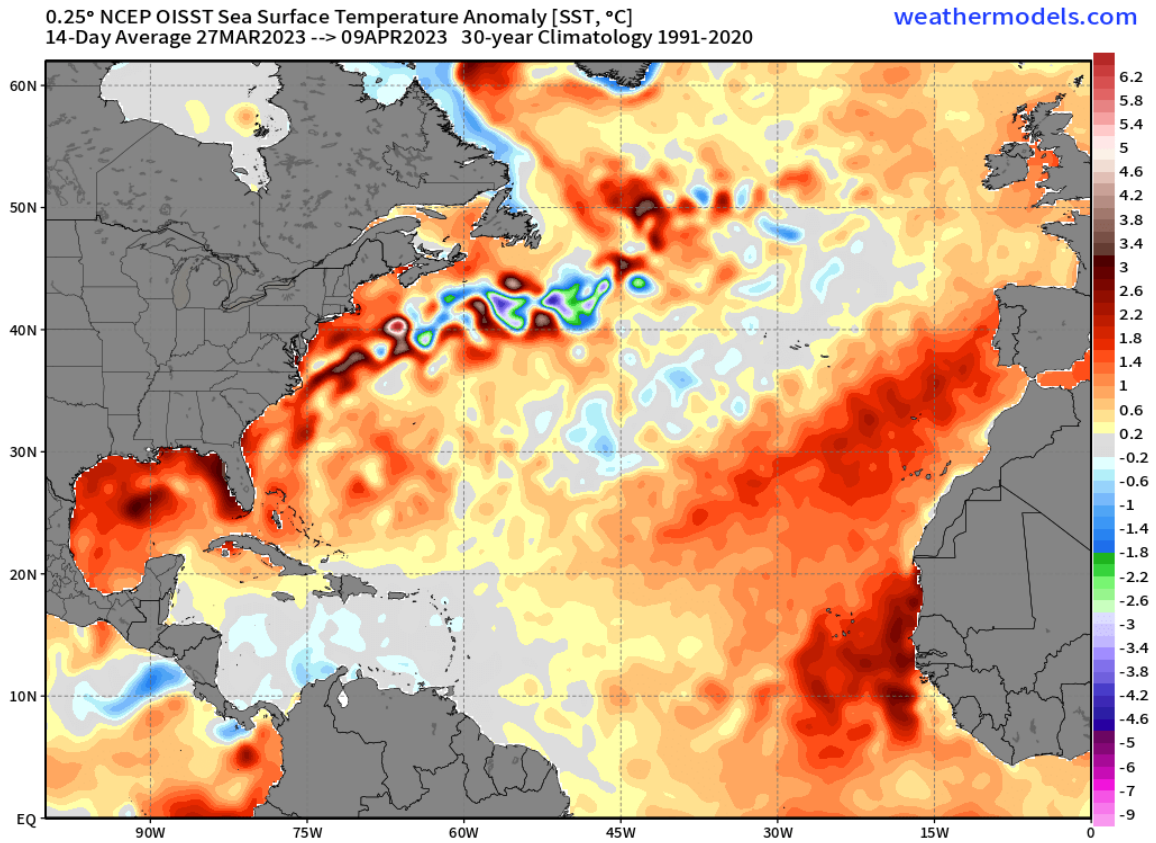 0.25° NCEP OISST Sea Surface Temperature Anomaly [SST, °C]
weathermodels.com
14-Day Average 27MAR2023 --> 09APR2023 30-year Climatology 1991-2020
60N
50N
40N
30N
20N
10N
EQ
90W
75W
60W
45W
30W
15W
0
6.2
5.8
5.4
5
4.6
4.2
3.8
3.4
3
2.6
2.2
1.8
1.4
1
0.6
0.2
-0.2
-0.6
-1
-1.4
-1.8
-2.2
-2.6
-3
-3.4
-3.8
-4.2
-4.6
-5
-6
-7
-9